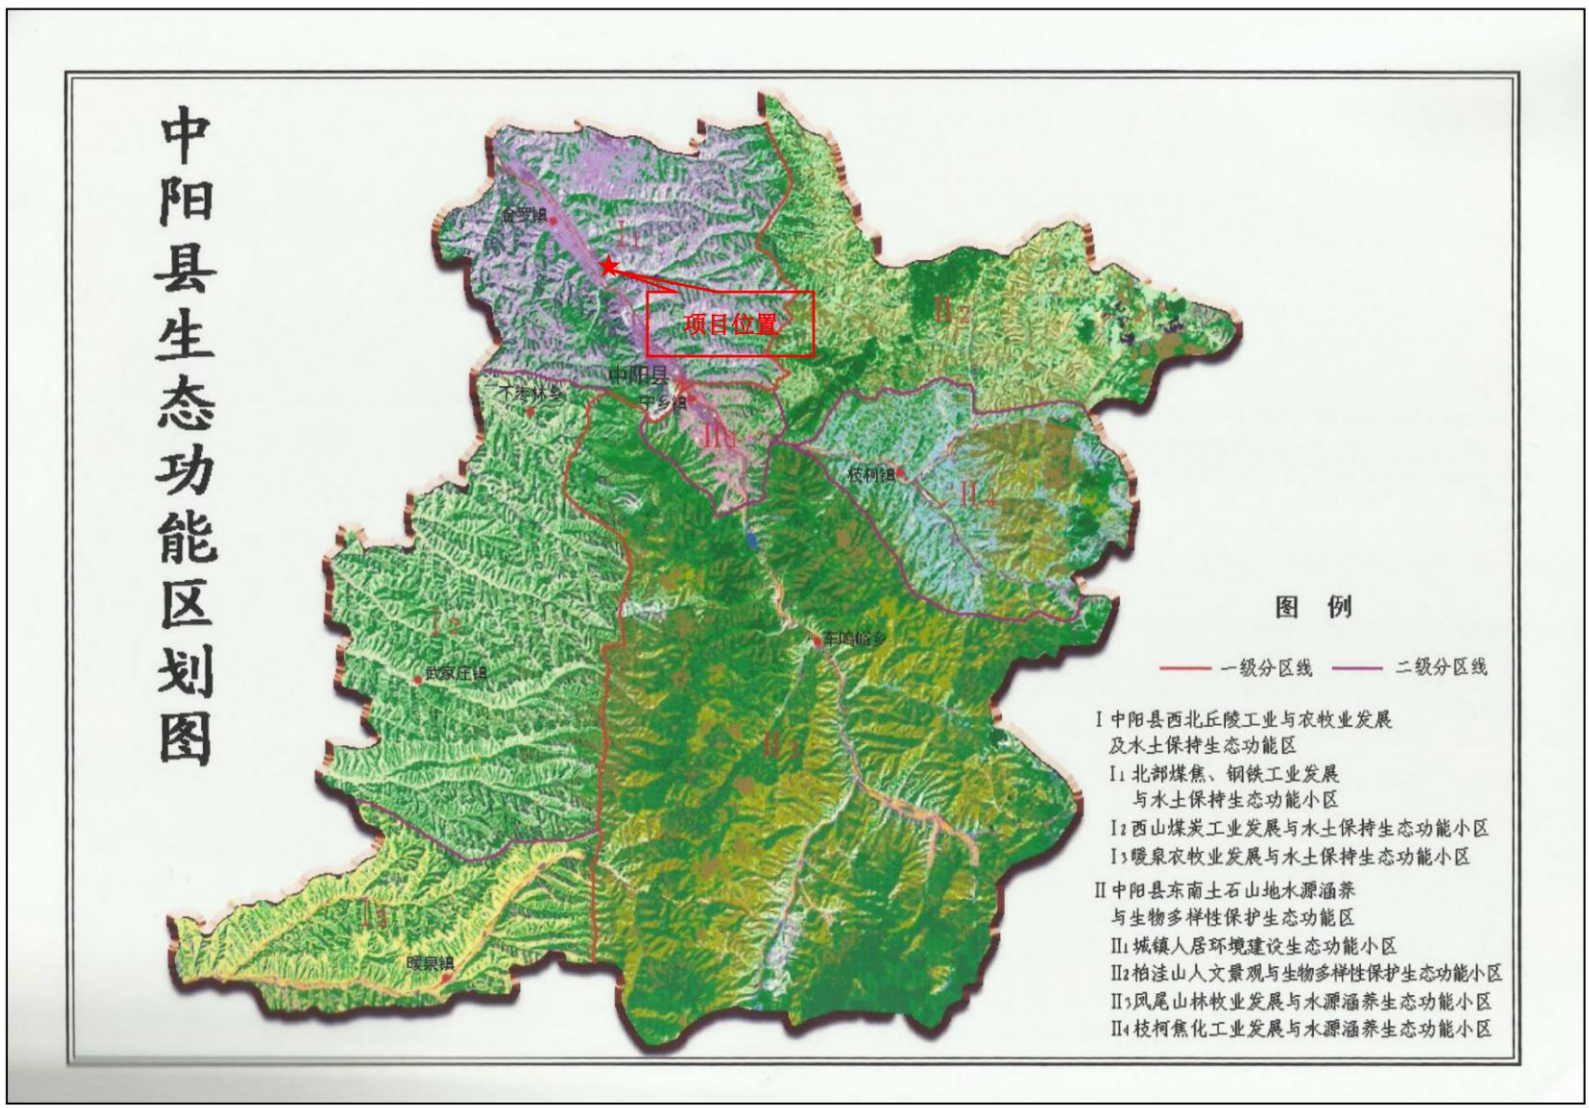 中阳县生态功能区划图
金罗镇
I1
项目位置
II2
中阳县
下枣林乡
宁乡镇
II1
枝柯镇
II4
I2
车鸣峪乡
武家庄镇
II3
I3
暖泉镇
图 例
一级分区线 二级分区线
I 中阳县西北丘陵工业与农牧业发展
及水土保持生态功能区
I1 北部煤焦、钢铁工业发展
与水土保持生态功能小区
I2 西山煤炭工业发展与水土保持生态功能小区
I3 暖泉农牧业发展与水土保持生态功能小区
II 中阳县东南土石山地水源涵养
与生物多样性保护生态功能区
II1 城镇人居环境建设生态功能小区
II2 柏洼山人文景观与生物多样性保护生态功能小区
II3 凤尾山林牧业发展与水源涵养生态功能小区
II4 枝柯焦化工业发展与水源涵养生态功能小区